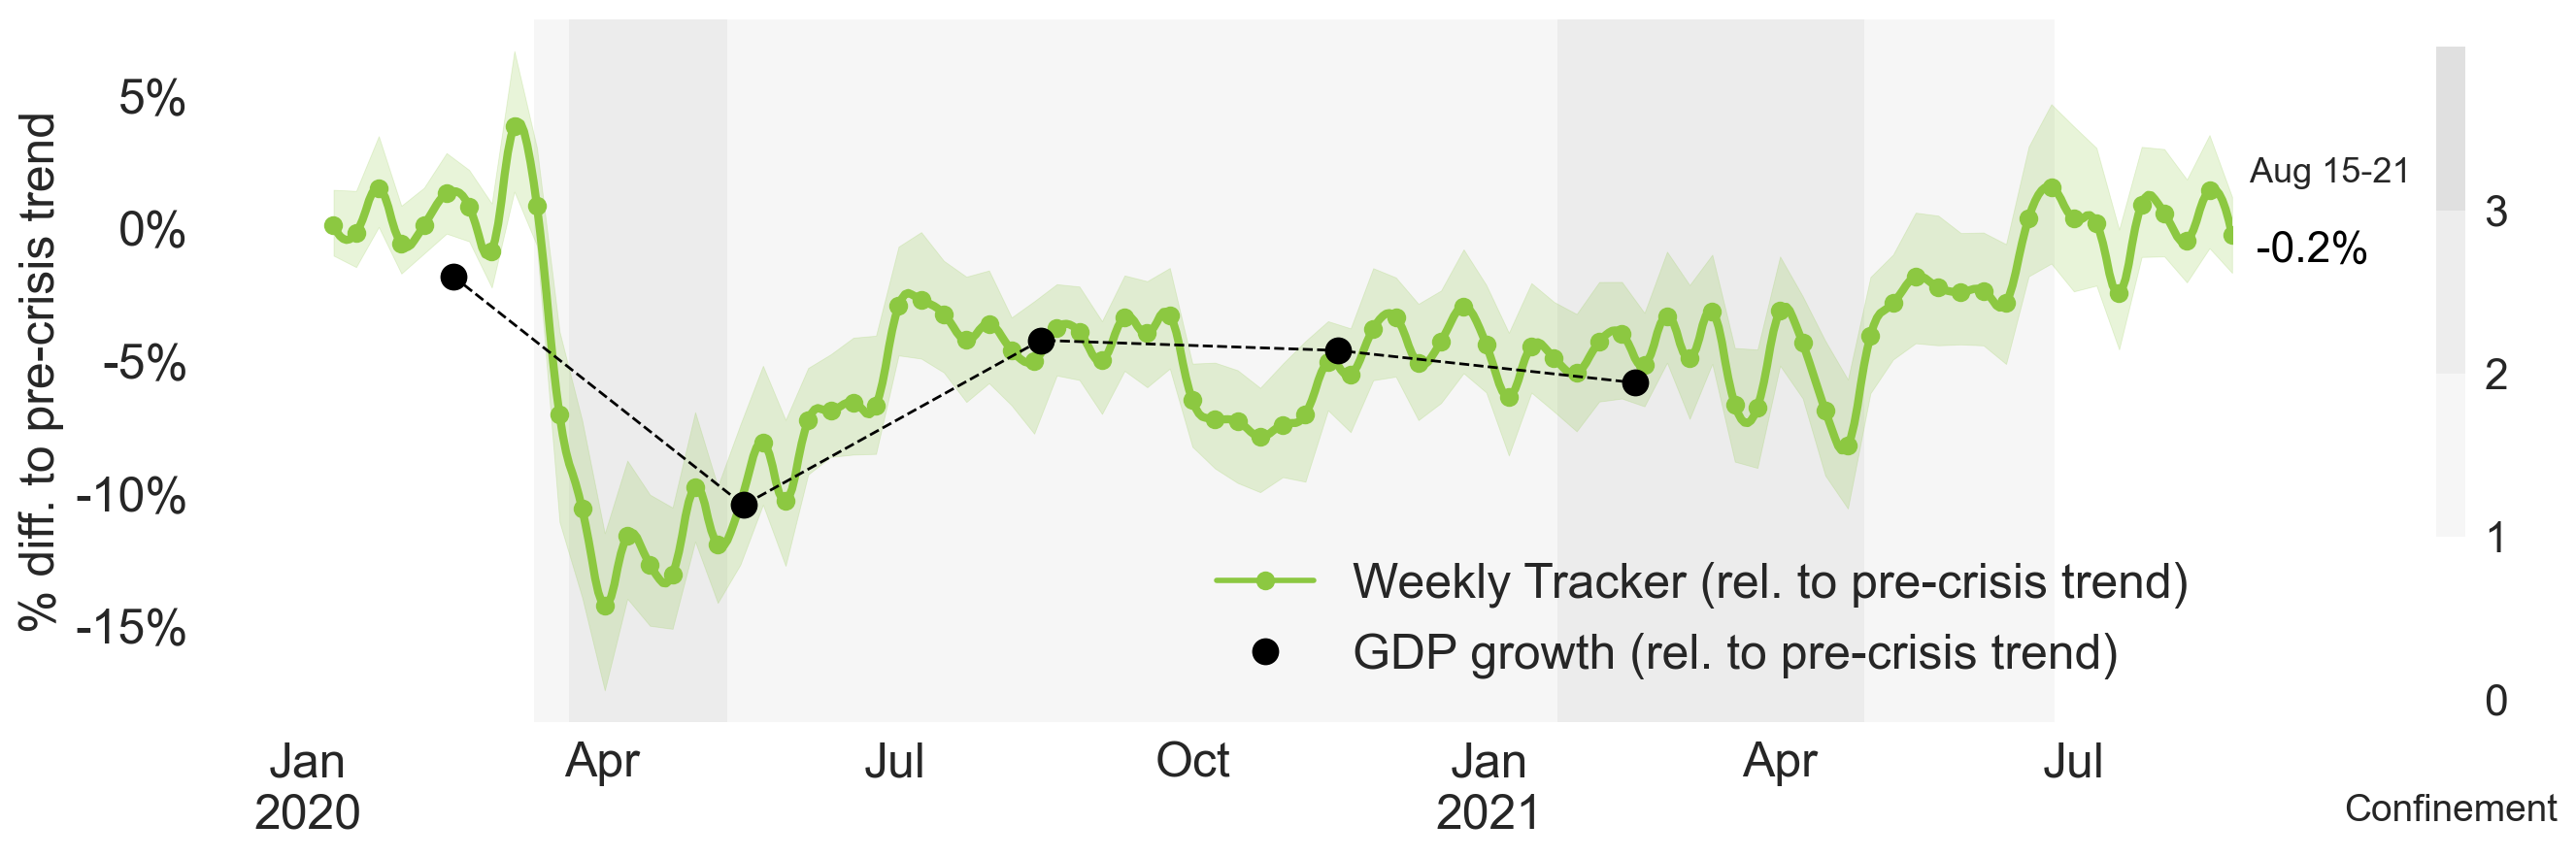 % diff. to pre-crisis trend
5%
0%
-5%
-10%
-15%
Aug 15-21
-0.2%
Weekly Tracker (rel. to pre-crisis trend)
GDP growth (rel. to pre-crisis trend)
Jan
2020
Apr
Jul
Oct
Jan
2021
Apr
Jul
3
2
1
0
Confinement